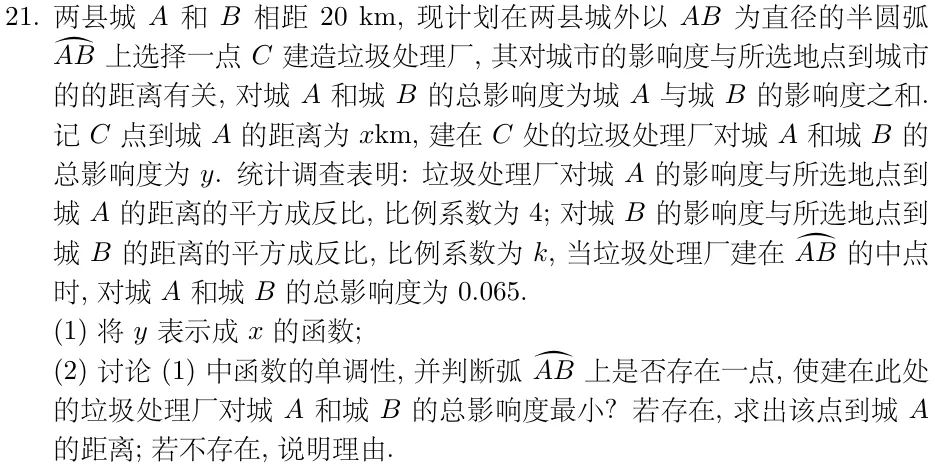 21. 两县城 A 和 B 相距 20 km, 现计划在两县城外以 AB 为直径的半圆弧
$\overset{\frown}{AB}$ 上选择一点 C 建造垃圾处理厂, 其对城市的影响度与所选地点到城市
的的距离有关, 对城 A 和城 B 的总影响度为城 A 与城 B 的影响度之和.
记 C 点到城 A 的距离为 xkm, 建在 C 处的垃圾处理厂对城 A 和城 B 的
总影响度为 y. 统计调查表明: 垃圾处理厂对城 A 的影响度与所选地点到
城 A 的距离的平方成反比, 比例系数为 4; 对城 B 的影响度与所选地点到
城 B 的距离的平方成反比, 比例系数为 k, 当垃圾处理厂建在 $\overset{\frown}{AB}$ 的中点
时, 对城 A 和城 B 的总影响度为 0.065.
(1) 将 y 表示成 x 的函数;
(2) 讨论 (1) 中函数的单调性, 并判断弧 $\overset{\frown}{AB}$ 上是否存在一点, 使建在此处
的垃圾处理厂对城 A 和城 B 的总影响度最小? 若存在, 求出该点到城 A
的距离; 若不存在, 说明理由.